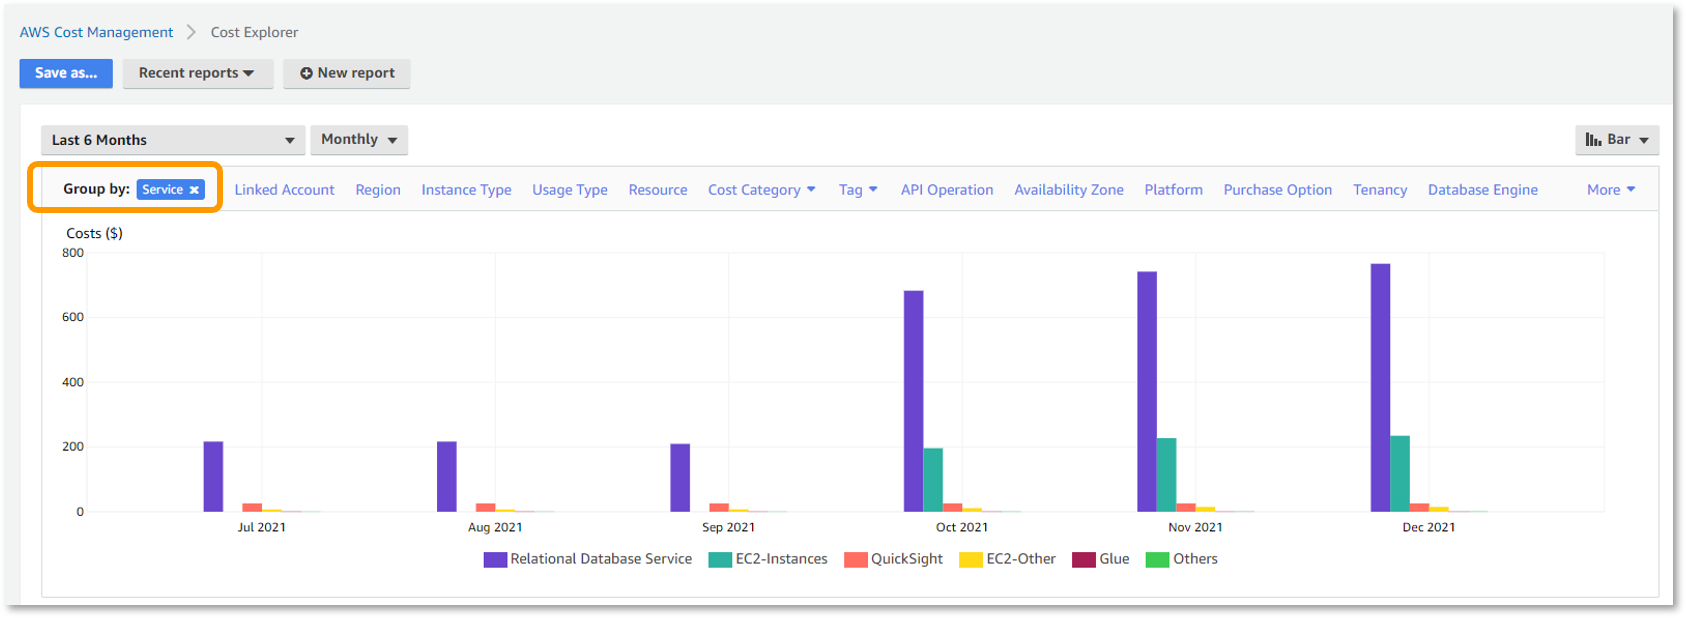 AWS Cost Management > Cost Explorer
Save as... Recent reports New report
Last 6 Months Monthly Bar
Group by: Service × Linked Account Region Instance Type Usage Type Resource Cost Category Tag API Operation Availability Zone Platform Purchase Option Tenancy Database Engine More
Costs ($)
800
600
400
200
0
Jul 2021 Aug 2021 Sep 2021 Oct 2021 Nov 2021 Dec 2021
Relational Database Service EC2-Instances QuickSight EC2-Other Glue Others